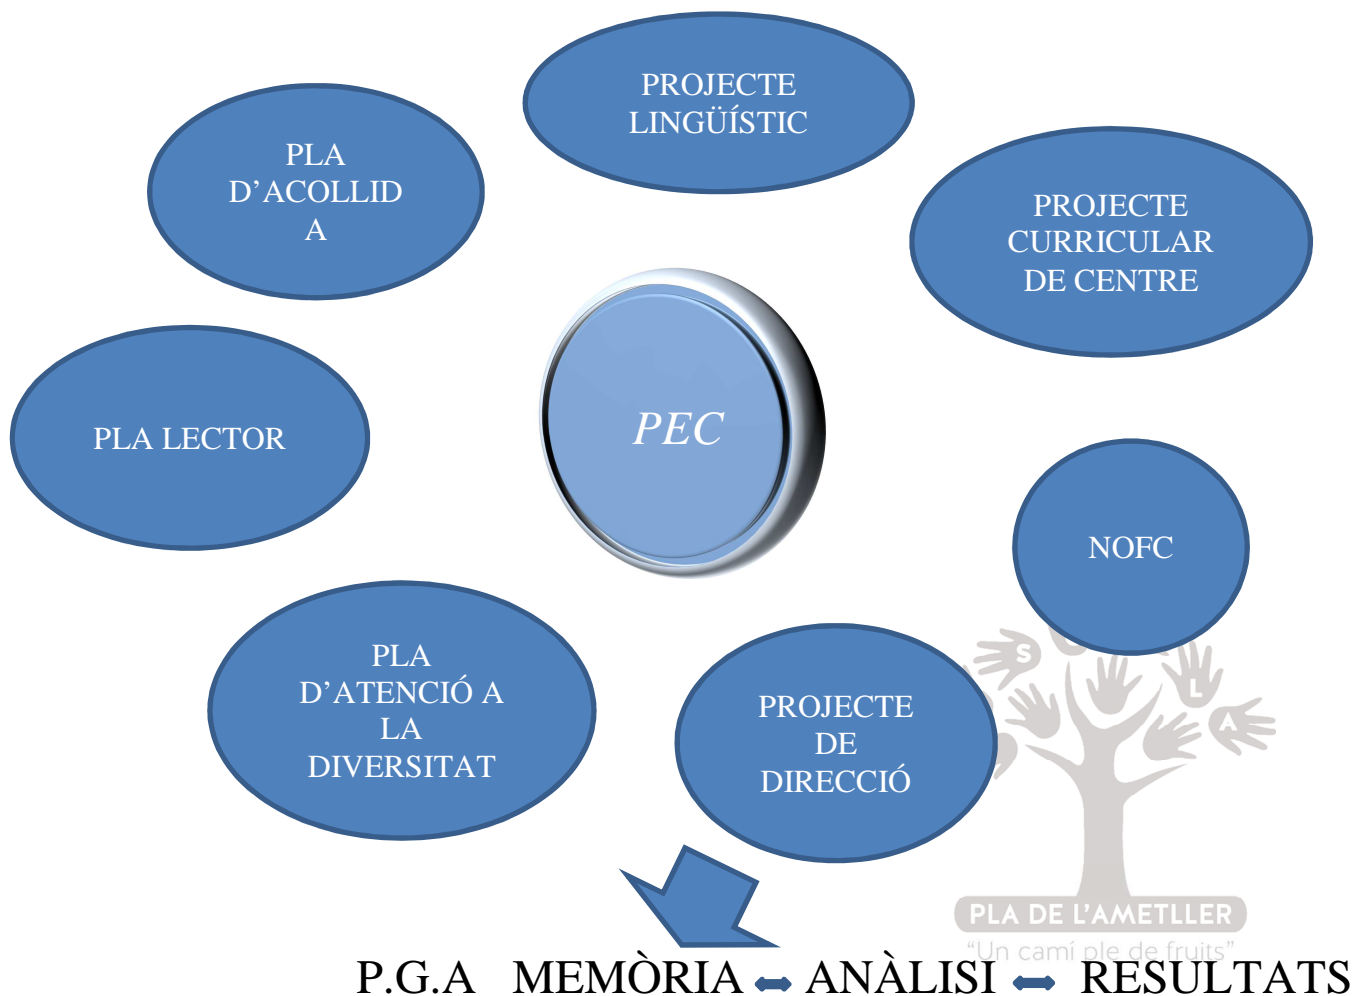 PROJECTE
LINGÜÍSTIC
PLA
D’ACOLLID
A
PROJECTE
CURRICULAR
DE CENTRE
PEC
PLA LECTOR
NOFC
PLA
D’ATENCIÓ A
LA
DIVERSITAT
PROJECTE
DE
DIRECCIÓ
S
L
A
PLA DE L’AMETLLER
“Un camí ple de fruits”
P.G.A MEMÒRIA ANÀLISI RESULTATS